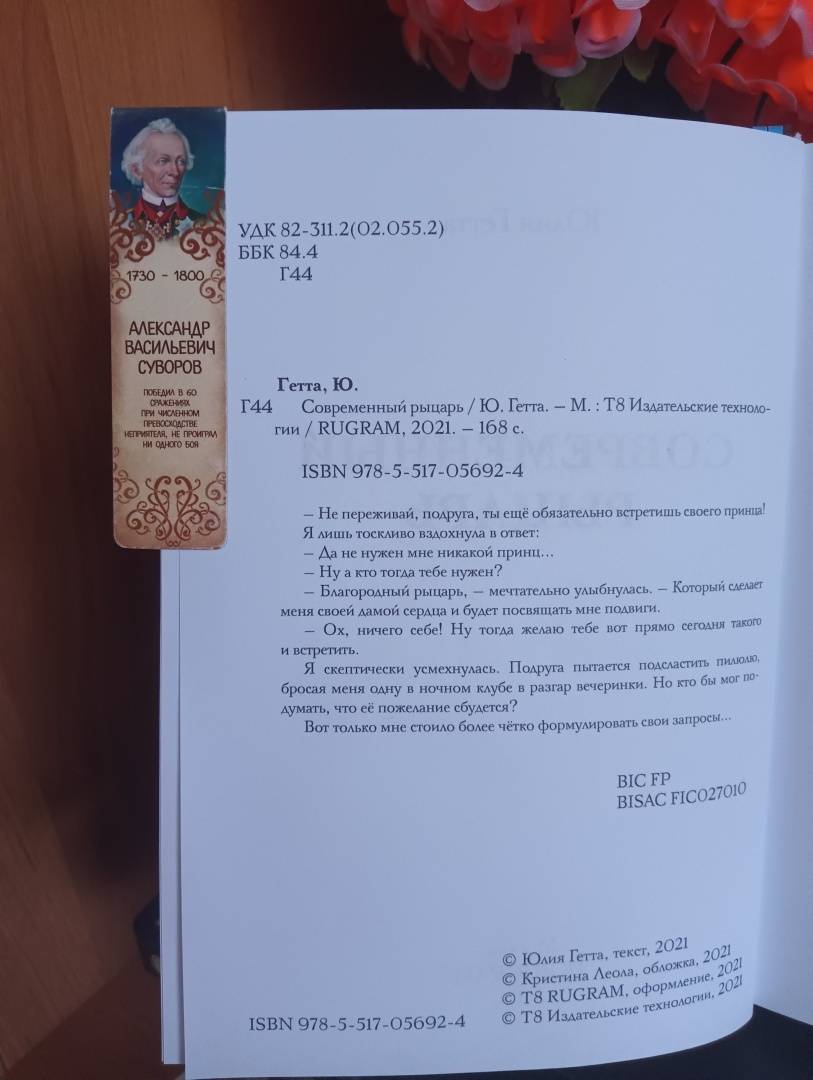 1730 - 1800
АЛЕКСАНДР
ВАСИЛЬЕВИЧ
СУВОРОВ
ПОБЕДИЛ В 60
СРАЖЕНИЯХ
ПРИ ЧИСЛЕННОМ
ПРЕВОСХОДСТВЕ
НЕПРИЯТЕЛЯ, НЕ ПРОИГРАЛ
НИ ОДНОГО БОЯ
УДК 82-311.2(02.055.2)
ББК 84.4
Г44
Гетта, Ю.
Г44 Современный рыцарь / Ю. Гетта. — М. : Т8 Издательские техноло-
гии / RUGRAM, 2021. — 168 с.
ISBN 978-5-517-05692-4
— Не переживай, подруга, ты ещё обязательно встретишь своего принца!
Я лишь тоскливо вздохнула в ответ:
— Да не нужен мне никакой принц...
— Ну а кто тогда тебе нужен?
— Благородный рыцарь, — мечтательно улыбнулась. — Который сделает
меня своей дамой сердца и будет посвящать мне подвиги.
— Ох, ничего себе! Ну тогда желаю тебе вот прямо сегодня такого
и встретить.
Я скептически усмехнулась. Подруга пытается подсластить пилюлю,
бросая меня одну в ночном клубе в разгар вечеринки. Но кто бы мог по-
думать, что её пожелание сбудется?
Вот только мне стоило более чётко формулировать свои запросы...
BIC FP
BISAC FIC027010
© Юлия Гетта, текст, 2021
© Кристина Леола, обложка, 2021
© Т8 RUGRAM, оформление, 2021
© Т8 Издательские технологии, 2021
ISBN 978-5-517-05692-4